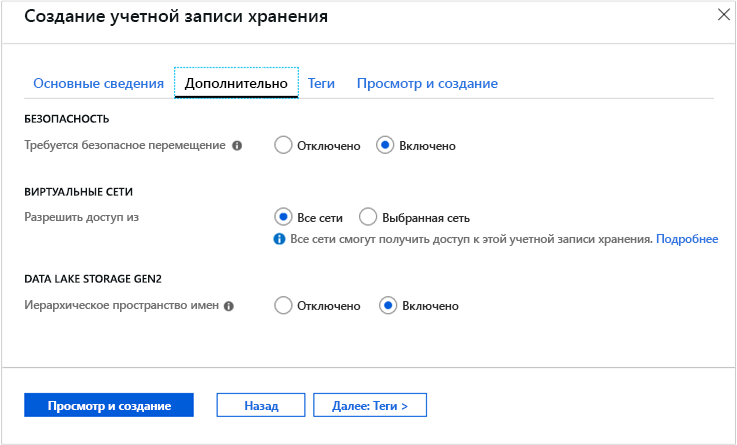 Создание учетной записи хранения
Основные сведения Дополнительно Теги Просмотр и создание
БЕЗОПАСНОСТЬ
Требуется безопасное перемещение Отключено Включено
ВИРТУАЛЬНЫЕ СЕТИ
Разрешить доступ из Все сети Выбранная сеть
Все сети смогут получить доступ к этой учетной записи хранения. Подробнее
DATA LAKE STORAGE GEN2
Иерархическое пространство имен Отключено Включено
Просмотр и создание Назад Далее: Теги >